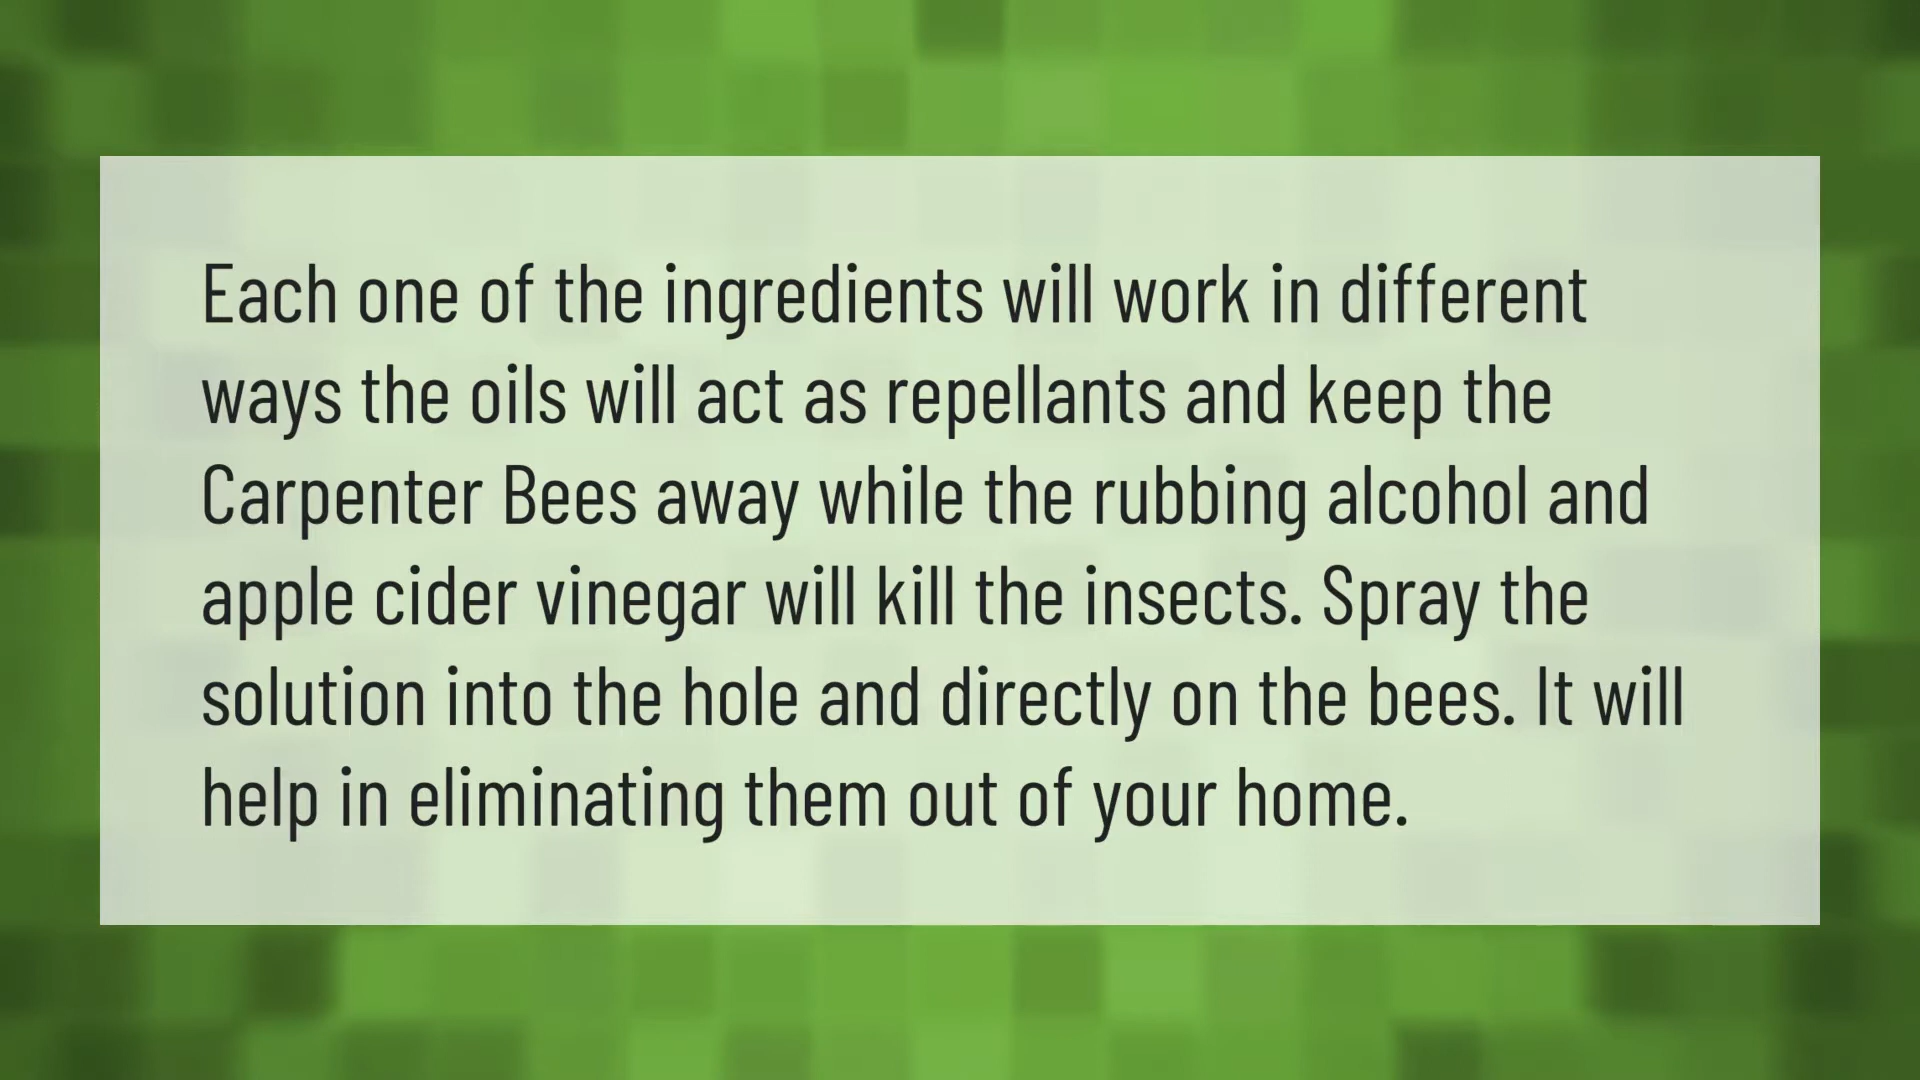 Each one of the ingredients will work in different
ways the oils will act as repellants and keep the
Carpenter Bees away while the rubbing alcohol and
apple cider vinegar will kill the insects. Spray the
solution into the hole and directly on the bees. It will
help in eliminating them out of your home.